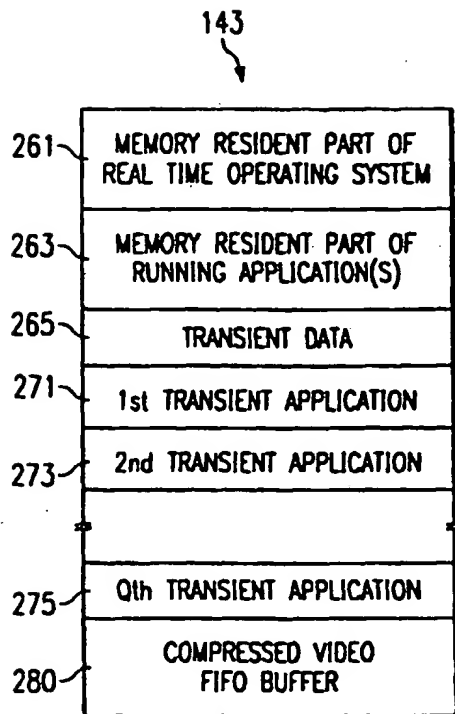 143
261
MEMORY RESIDENT PART OF
REAL TIME OPERATING SYSTEM
263
MEMORY RESIDENT PART OF
RUNNING APPLICATION(S)
265
TRANSIENT DATA
271
1st TRANSIENT APPLICATION
273
2nd TRANSIENT APPLICATION
275
Qth TRANSIENT APPLICATION
280
COMPRESSED VIDEO
FIFO BUFFER